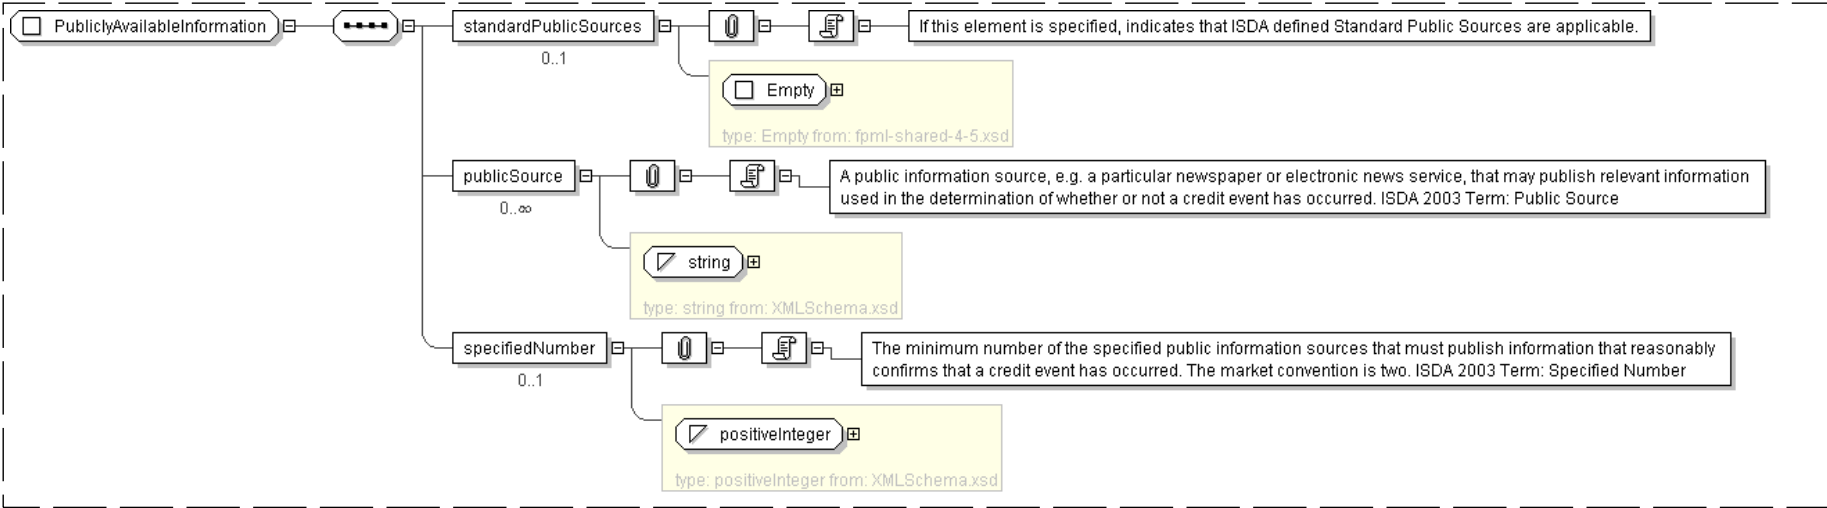 PubliclyAvailableInformation
standardPublicSources
0..1
If this element is specified, indicates that ISDA defined Standard Public Sources are applicable.
Empty
type: Empty from: fpml-shared-4-5.xsd
publicSource
0..∞
A public information source, e.g. a particular newspaper or electronic news service, that may publish relevant information
used in the determination of whether or not a credit event has occurred. ISDA 2003 Term: Public Source
string
type: string from: XMLSchema.xsd
specifiedNumber
0..1
The minimum number of the specified public information sources that must publish information that reasonably
confirms that a credit event has occurred. The market convention is two. ISDA 2003 Term: Specified Number
positiveInteger
type: positiveInteger from: XMLSchema.xsd